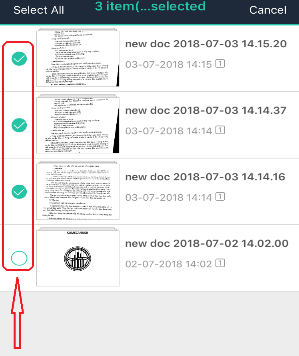 Select All 3 item(...selected Cancel
new doc 2018-07-03 14.15.20
03-07-2018 14:15 1
new doc 2018-07-03 14.14.37
03-07-2018 14:14 1
new doc 2018-07-03 14.14.16
03-07-2018 14:14 1
new doc 2018-07-02 14.02.00
02-07-2018 14:02 1